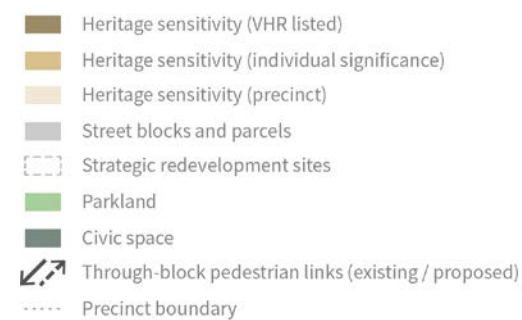 Heritage sensitivity (VHR listed)
Heritage sensitivity (individual significance)
Heritage sensitivity (precinct)
Street blocks and parcels
Strategic redevelopment sites
Parkland
Civic space
Through-block pedestrian links (existing / proposed)
Precinct boundary